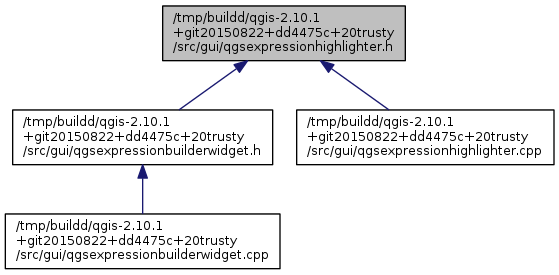 /tmp/buildd/qgis-2.10.1
+git20150822+dd4475c+20trusty
/src/gui/qgsexpressionhighlighter.h
/tmp/buildd/qgis-2.10.1
+git20150822+dd4475c+20trusty
/src/gui/qgsexpressionbuilderwidget.h
/tmp/buildd/qgis-2.10.1
+git20150822+dd4475c+20trusty
/src/gui/qgsexpressionhighlighter.cpp
/tmp/buildd/qgis-2.10.1
+git20150822+dd4475c+20trusty
/src/gui/qgsexpressionbuilderwidget.cpp